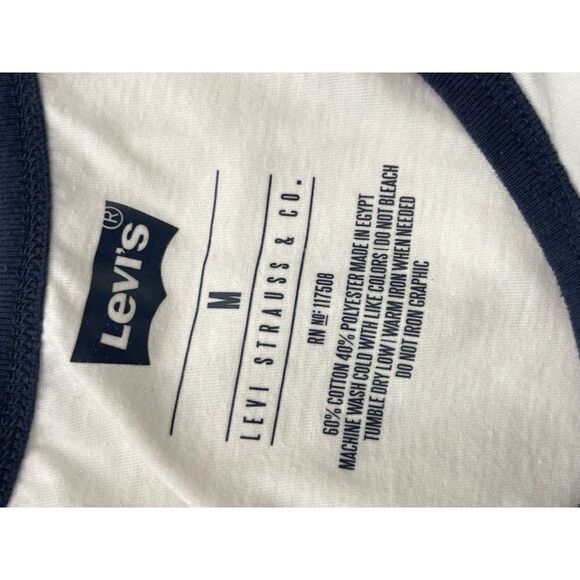 Levi's®
M
LEVI STRAUSS & CO.
RN Nº: 117508
60% COTTON 40% POLYESTER MADE IN EGYPT
MACHINE WASH COLD WITH LIKE COLORS | DO NOT BLEACH
TUMBLE DRY LOW | WARM IRON WHEN NEEDED
DO NOT IRON GRAPHIC